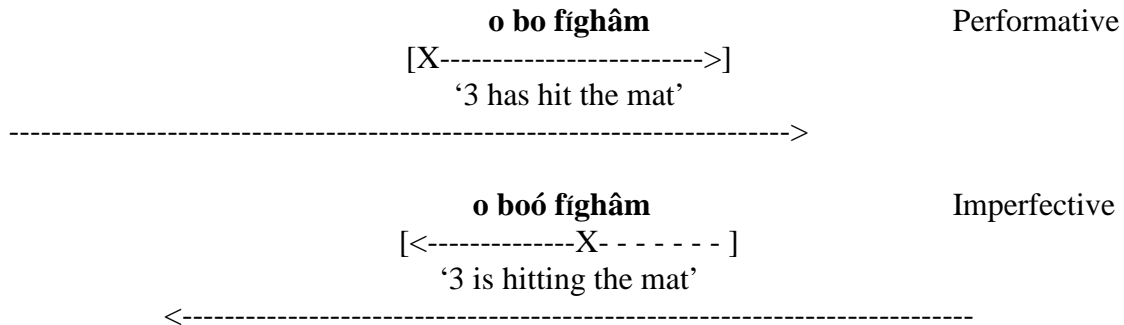 o bo fíghâm Performative
[X------------------------->]
‘3 has hit the mat’
--------------------------------------------------------------------------->
o boó fíghâm Imperfective
[<--------------X- - - - - - - ]
‘3 is hitting the mat’
<---------------------------------------------------------------------------